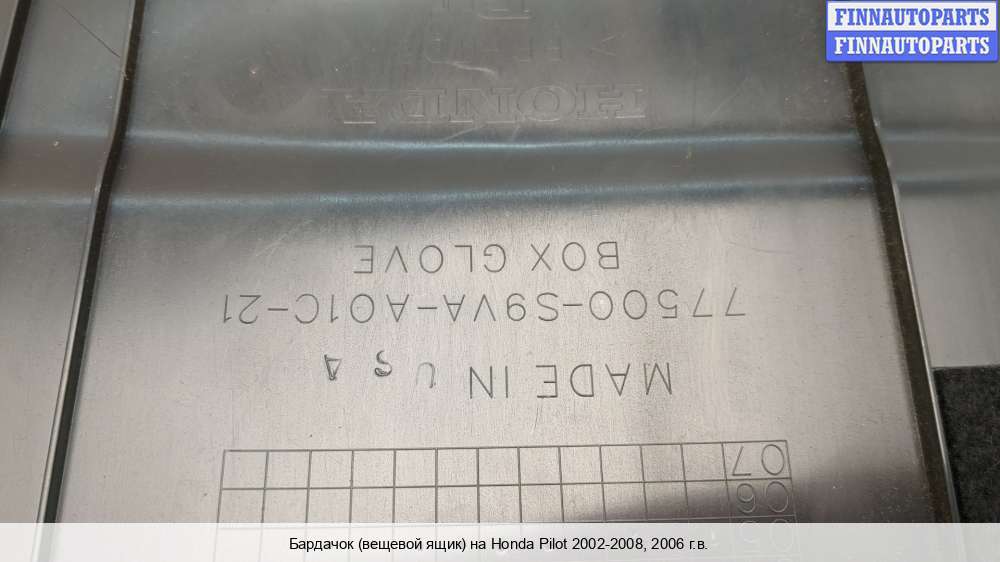 FINNAUTOPARTS
FINNAUTOPARTS
HONDA
BOX GLOVE
77500-S9VA-A01C-21
MADE IN USA
07
06
Бардачок (вещевой ящик) на Honda Pilot 2002-2008, 2006 г.в.